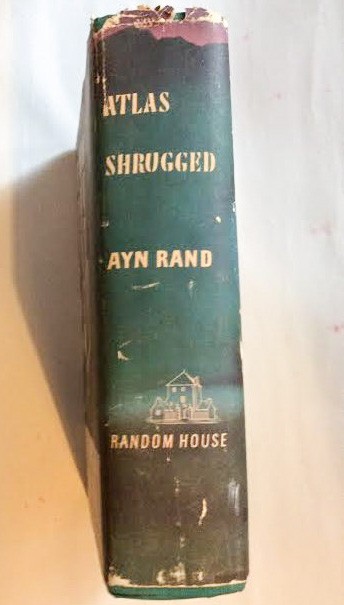 ATLAS
SHRUGGED
AYN RAND
RANDOM HOUSE